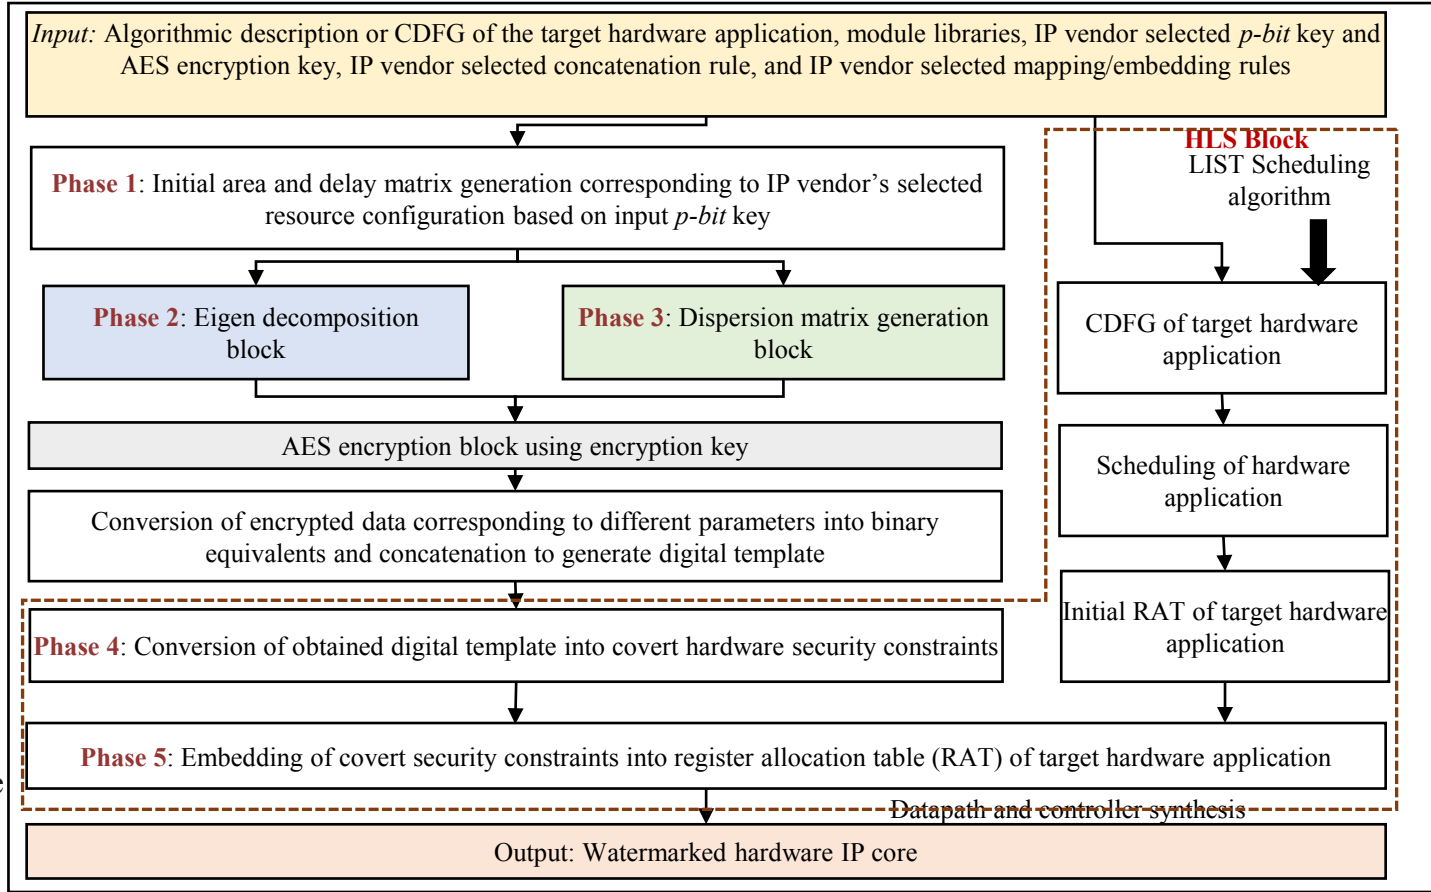 Input: Algorithmic description or CDFG of the target hardware application, module libraries, IP vendor selected p-bit key and
AES encryption key, IP vendor selected concatenation rule, and IP vendor selected mapping/embedding rules
HLS Block
LIST Scheduling
algorithm
Phase 1: Initial area and delay matrix generation corresponding to IP vendor's selected
resource configuration based on input p-bit key
Phase 2: Eigen decomposition
block
Phase 3: Dispersion matrix generation
block
CDFG of target hardware
application
AES encryption block using encryption key
Scheduling of hardware
application
Conversion of encrypted data corresponding to different parameters into binary
equivalents and concatenation to generate digital template
Initial RAT of target hardware
application
Phase 4: Conversion of obtained digital template into covert hardware security constraints
Phase 5: Embedding of covert security constraints into register allocation table (RAT) of target hardware application
e
Datapath and controller synthesis
Output: Watermarked hardware IP core